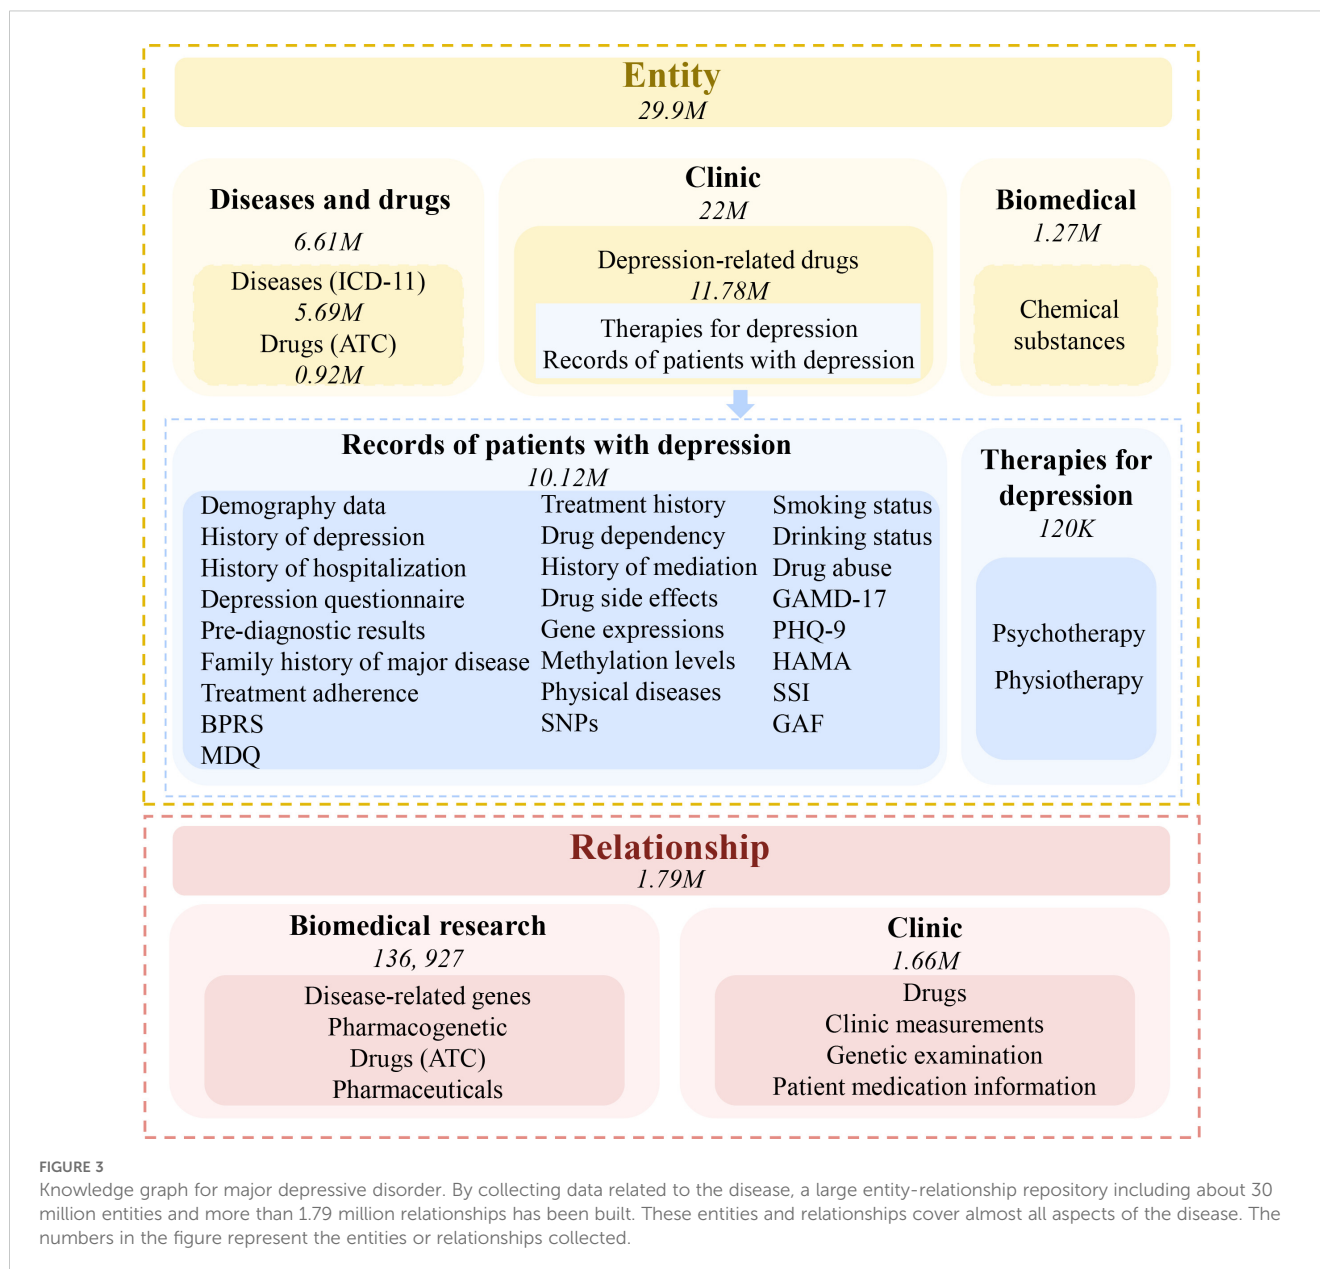 Entity
29.9M
Diseases and drugs
6.61M
Diseases (ICD-11)
5.69M
Drugs (ATC)
0.92M
Clinic
22M
Depression-related drugs
11.78M
Therapies for depression
Records of patients with depression
Biomedical
1.27M
Chemical
substances
Records of patients with depression
10.12M
Demography data
History of depression
History of hospitalization
Depression questionnaire
Pre-diagnostic results
Family history of major disease
Treatment adherence
BPRS
MDQ
Treatment history
Drug dependency
History of mediation
Drug side effects
Gene expressions
Methylation levels
Physical diseases
SNPs
Smoking status
Drinking status
Drug abuse
GAMD-17
PHQ-9
HAMA
SSI
GAF
Therapies for
depression
120K
Psychotherapy
Physiotherapy
Relationship
1.79M
Biomedical research
136, 927
Disease-related genes
Pharmacogenetic
Drugs (ATC)
Pharmaceuticals
Clinic
1.66M
Drugs
Clinic measurements
Genetic examination
Patient medication information
FIGURE 3
Knowledge graph for major depressive disorder. By collecting data related to the disease, a large entity-relationship repository including about 30
million entities and more than 1.79 million relationships has been built. These entities and relationships cover almost all aspects of the disease. The
numbers in the figure represent the entities or relationships collected.